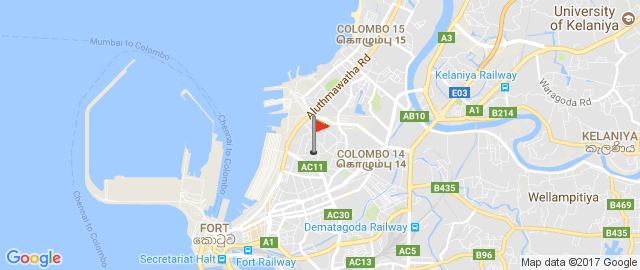 COLOMBO 15
கொழும்பு 15
University
of Kelaniya
A3
Mumbai to Colombo
Aluthmawatha Rd
Kelaniya Railway
E03
Waragoda Rd
A1
B214
AB10
Chennai to Colombo
KELANIYA
කැලණිය
COLOMBO 14
கொழும்பு 14
AC11
B435
Wellampitiya
Chennai to Colombo
B469
AC30
FORT
කොටුව
Dematagoda Railway
B435
A1
AC5
Secretariat Halt
Fort Railway
B96
AC13
Google
Map data ©2017 Google